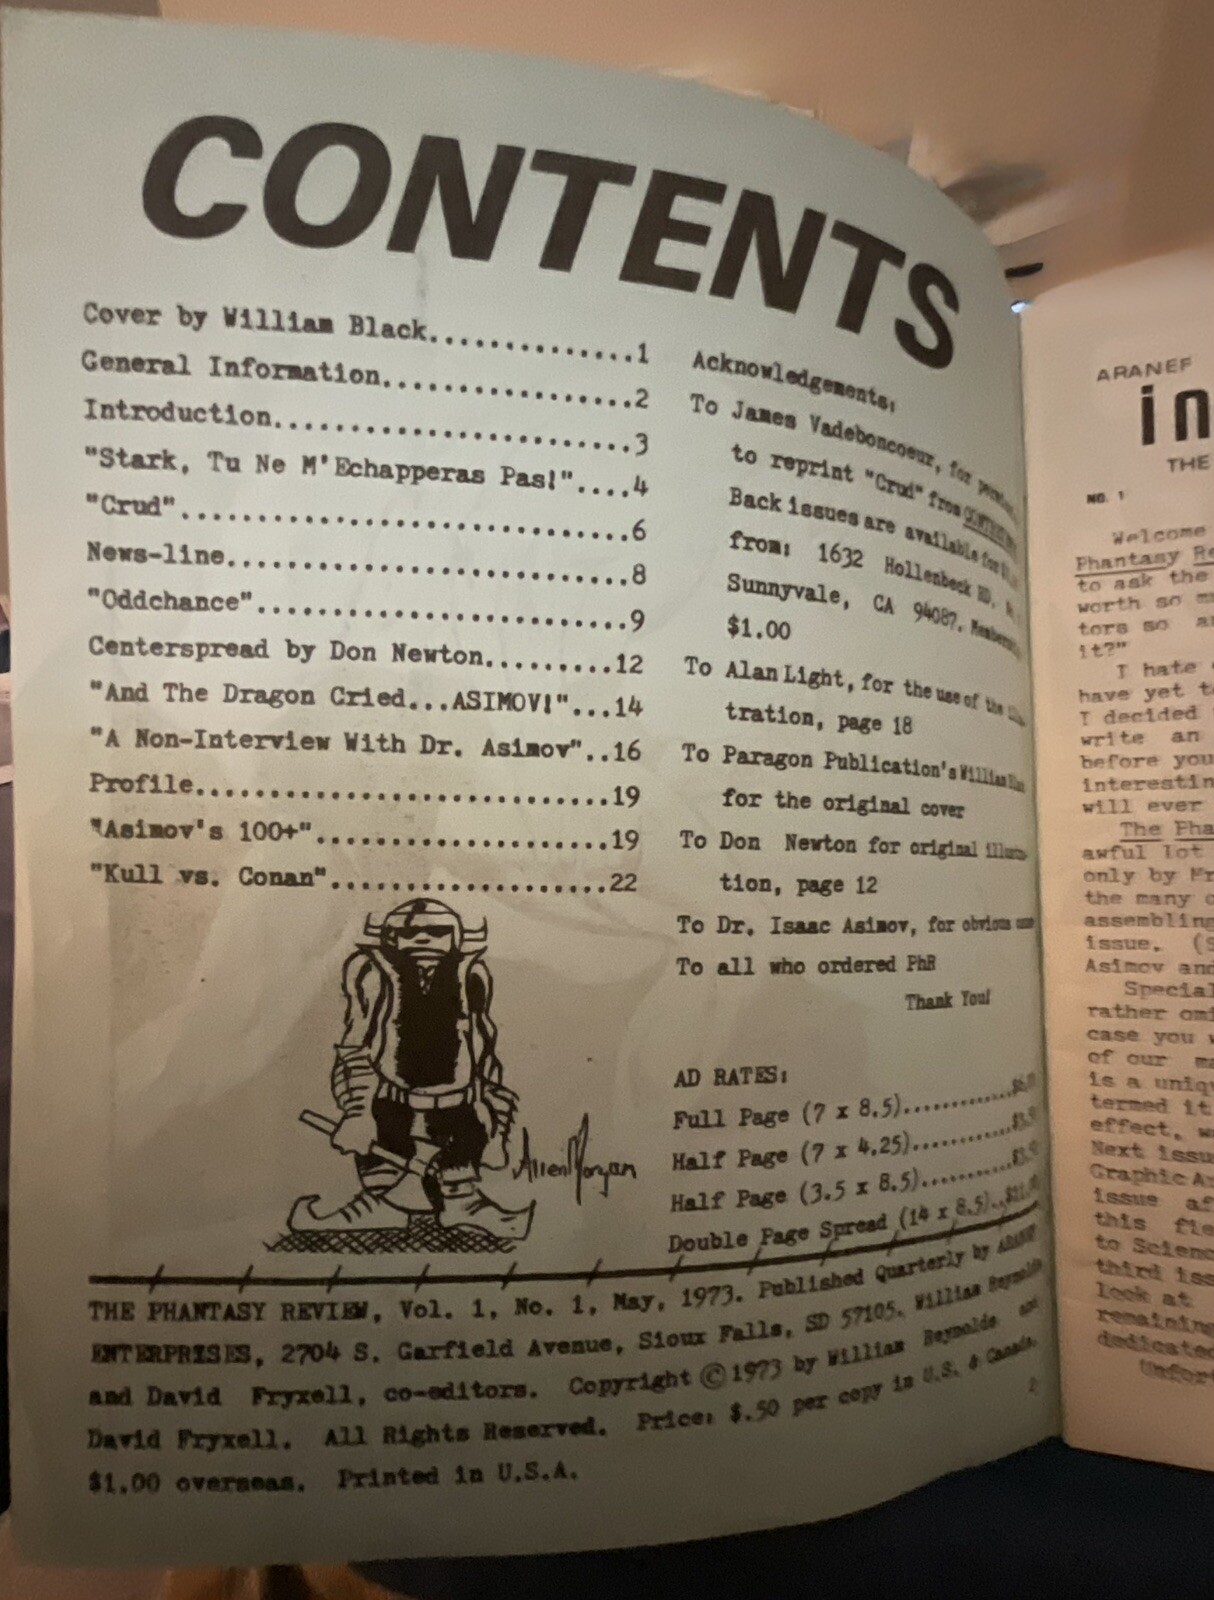 CONTENTS
Cover by William Black..............1
General Information.................2
Introduction........................3
"Stark, Tu Ne M'Echapperas Pas!"....4
"Crud"..............................6
News-line...........................8
"Oddchance".........................9
Centerspread by Don Newton.........12
"And The Dragon Cried...ASIMOV!"...14
"A Non-Interview With Dr. Asimov"..16
Profile............................19
"Asimov's 100+"....................19
"Kull vs. Conan"...................22
Allen Morgan
Acknowledgements:
To James Vadeboncoeur, for
to reprint "Crud" from
Back issues are available for
from: 1632 Hollenbeck RD.
Sunnyvale, CA 94087.
$1.00
To Alan Light, for the use of the
tration, page 18
To Paragon Publication's William
for the original cover
To Don Newton for original
tion, page 12
To Dr. Isaac Asimov, for obvious
To all who ordered PhR
Thank You!
AD RATES:
Full Page (7 x 8.5)
Half Page (7 x 4.25)
Half Page (3.5 x 8.5)
Double Page Spread (14 x 8.5)
THE PHANTASY REVIEW, Vol. 1, No. 1, May, 1973. Published Quarterly by ARANEF
ENTERPRISES, 2704 S. Garfield Avenue, Sioux Falls, SD 57105. William Reynolds
and David Fryxell, co-editors. Copyright © 1973 by William Reynolds and
David Fryxell. All Rights Reserved. Price: $.50 per copy in U.S. & Canada.
$1.00 overseas. Printed in U.S.A.
2
ARANEF
in
THE
NO. 1
Welcome
Phantasy
to ask the
worth so
tors so
it?"
I hate
have yet
I decided
write an
before you
will ever
The
awful lot
only by
the many
assembling
issue.
Asimov and
Special
rather
case you
of our
is a
termed it
effect,
Next
Graphic
issue
this
to
third
look at
remaining
dedicated